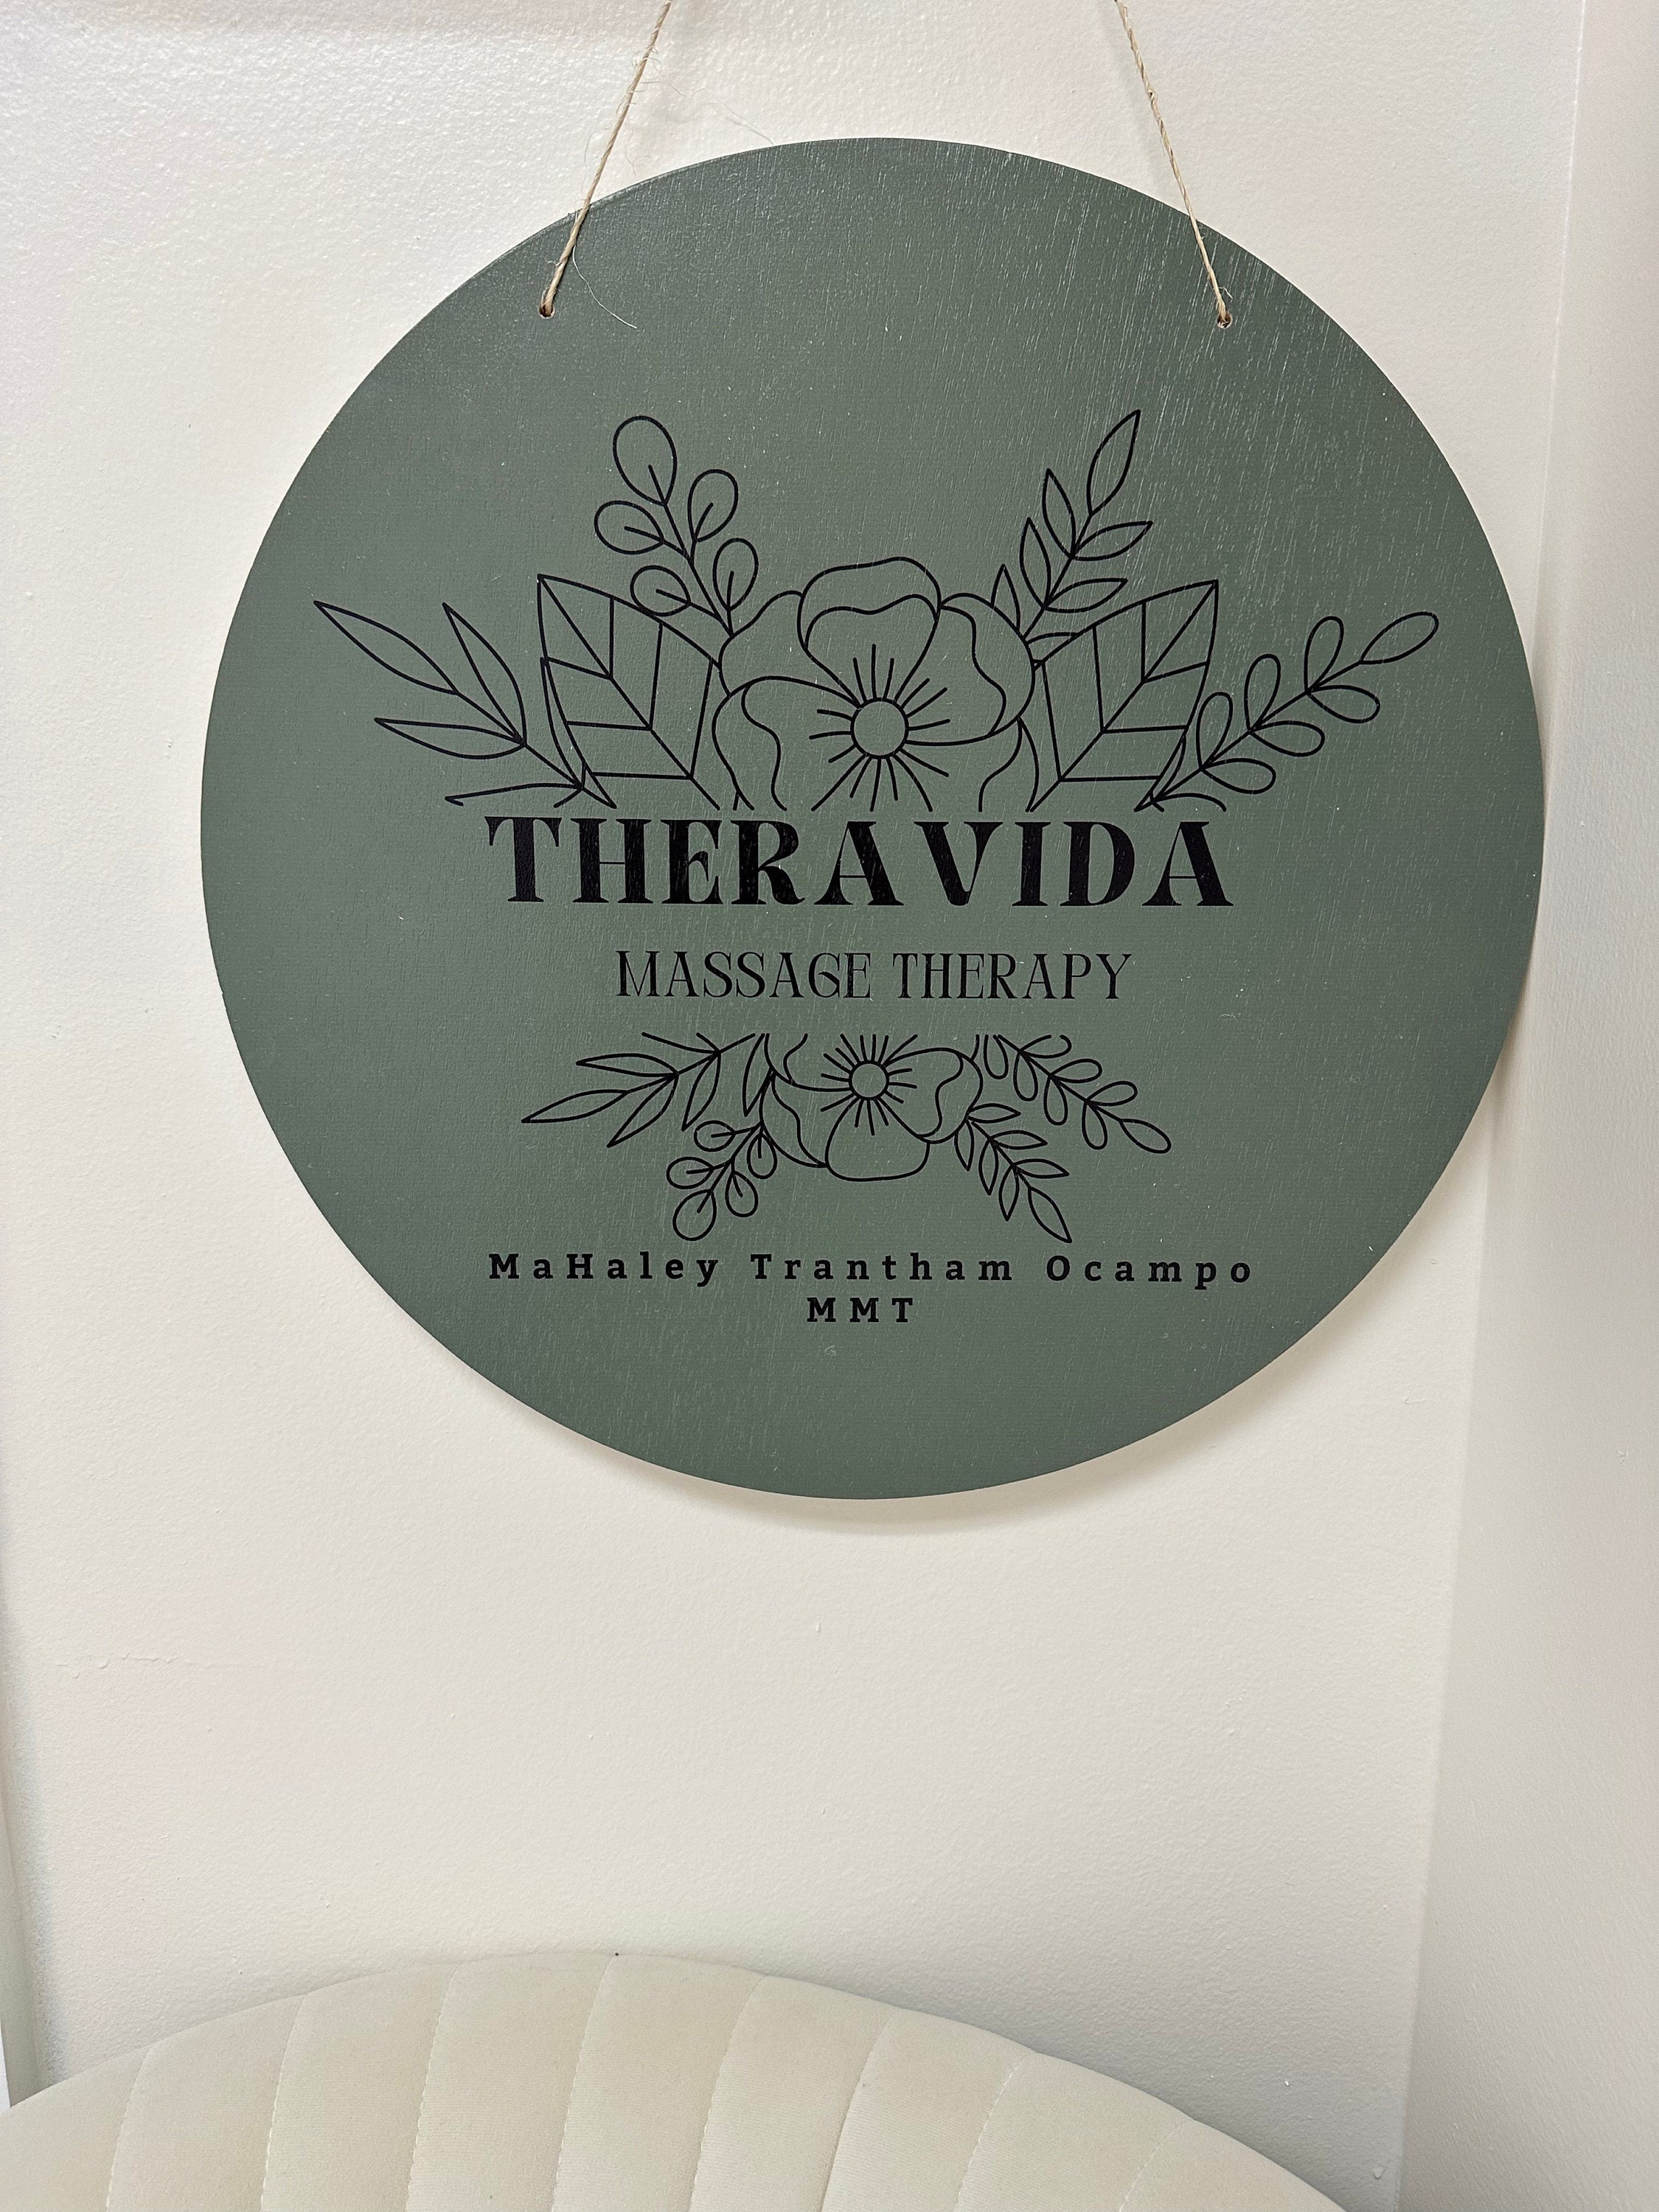 THERAVIDA
MASSAGE THERAPY
MaHaley Trantham Ocampo
MMT